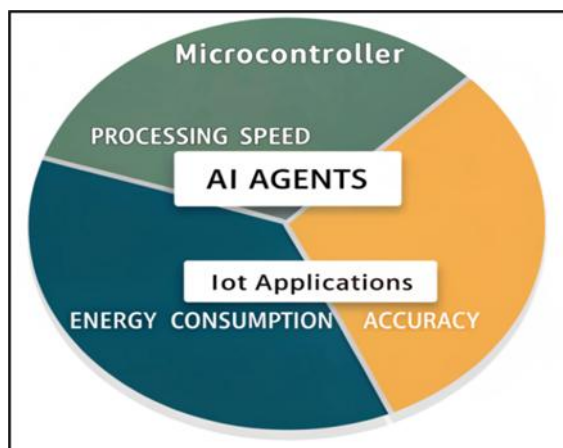 Microcontroller
PROCESSING SPEED
AI AGENTS
Iot Applications
ENERGY CONSUMPTION ACCURACY